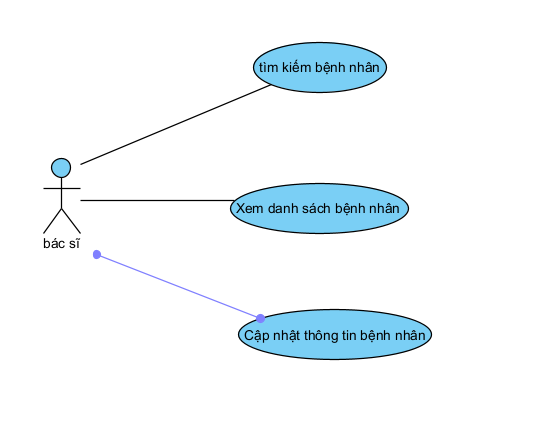 tìm kiếm bệnh nhân
Xem danh sách bệnh nhân
bác sĩ
Cập nhật thông tin bệnh nhân